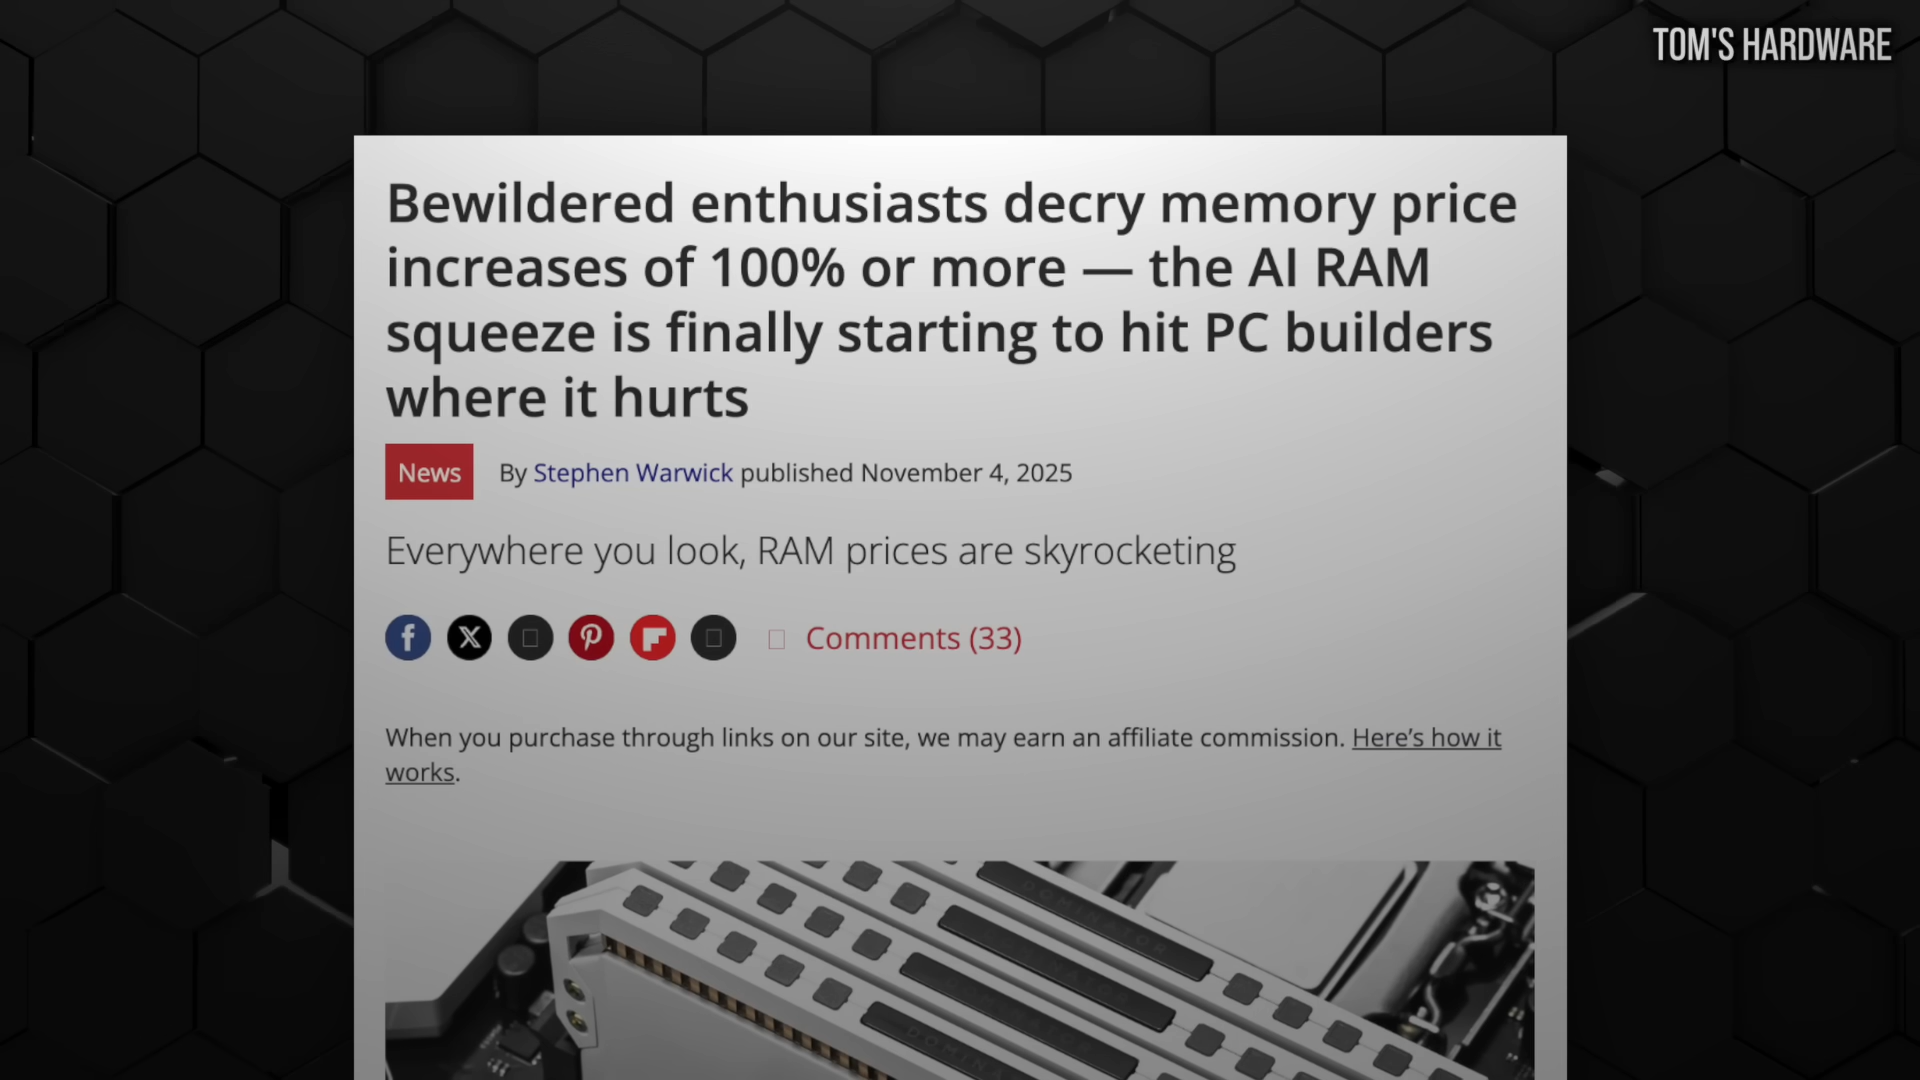 TOM'S HARDWARE
Bewildered enthusiasts decry memory price
increases of 100% or more — the AI RAM
squeeze is finally starting to hit PC builders
where it hurts
News
By Stephen Warwick published November 4, 2025
Everywhere you look, RAM prices are skyrocketing
Comments (33)
When you purchase through links on our site, we may earn an affiliate commission. Here’s how it
works.
DOMINATOR
DOMINA